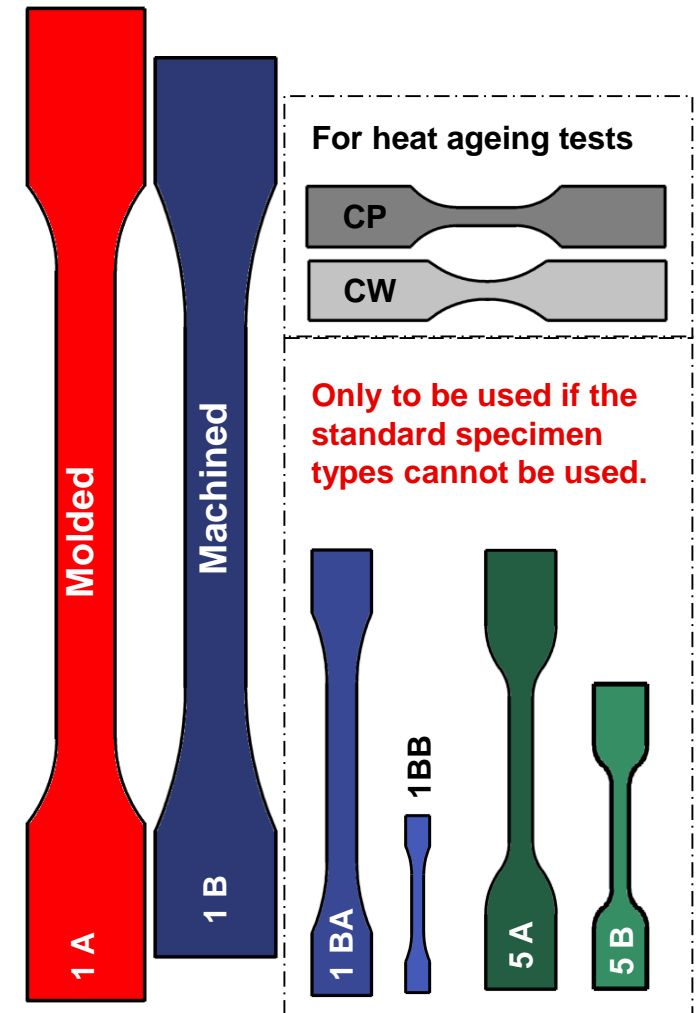 Molded
1 A
Machined
1 B
For heat ageing tests
CP
CW
Only to be used if the
standard specimen
types cannot be used.
1 BA
1BB
5 A
5 B